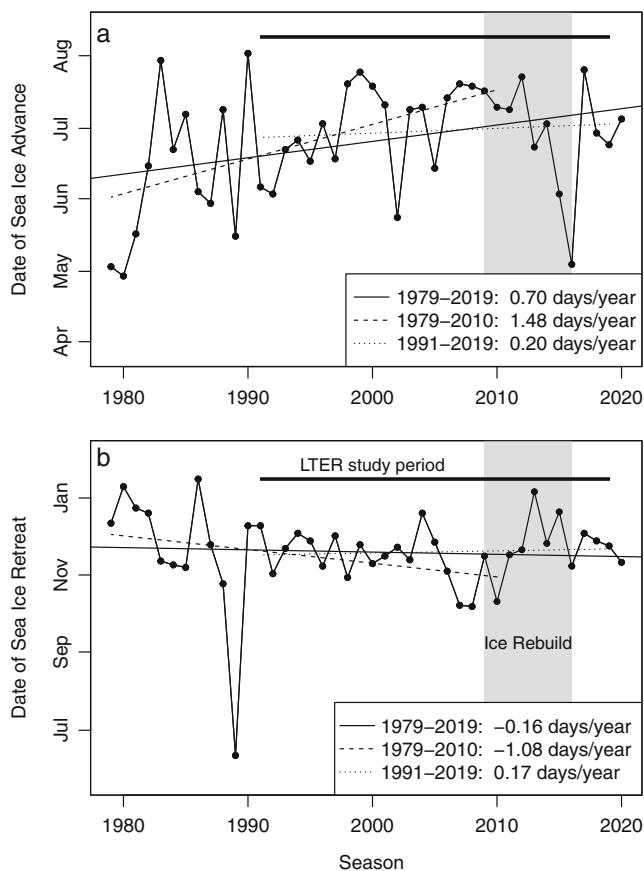 a
Date of Sea Ice Advance
Aug
Jul
Jun
May
Apr
1979−2019: 0.70 days/year
1979−2010: 1.48 days/year
1991−2019: 0.20 days/year
1980 1990 2000 2010 2020
b
LTER study period
Date of Sea Ice Retreat
Jan
Nov
Sep
Jul
Ice Rebuild
1979−2019: −0.16 days/year
1979−2010: −1.08 days/year
1991−2019: 0.17 days/year
1980 1990 2000 2010 2020
Season